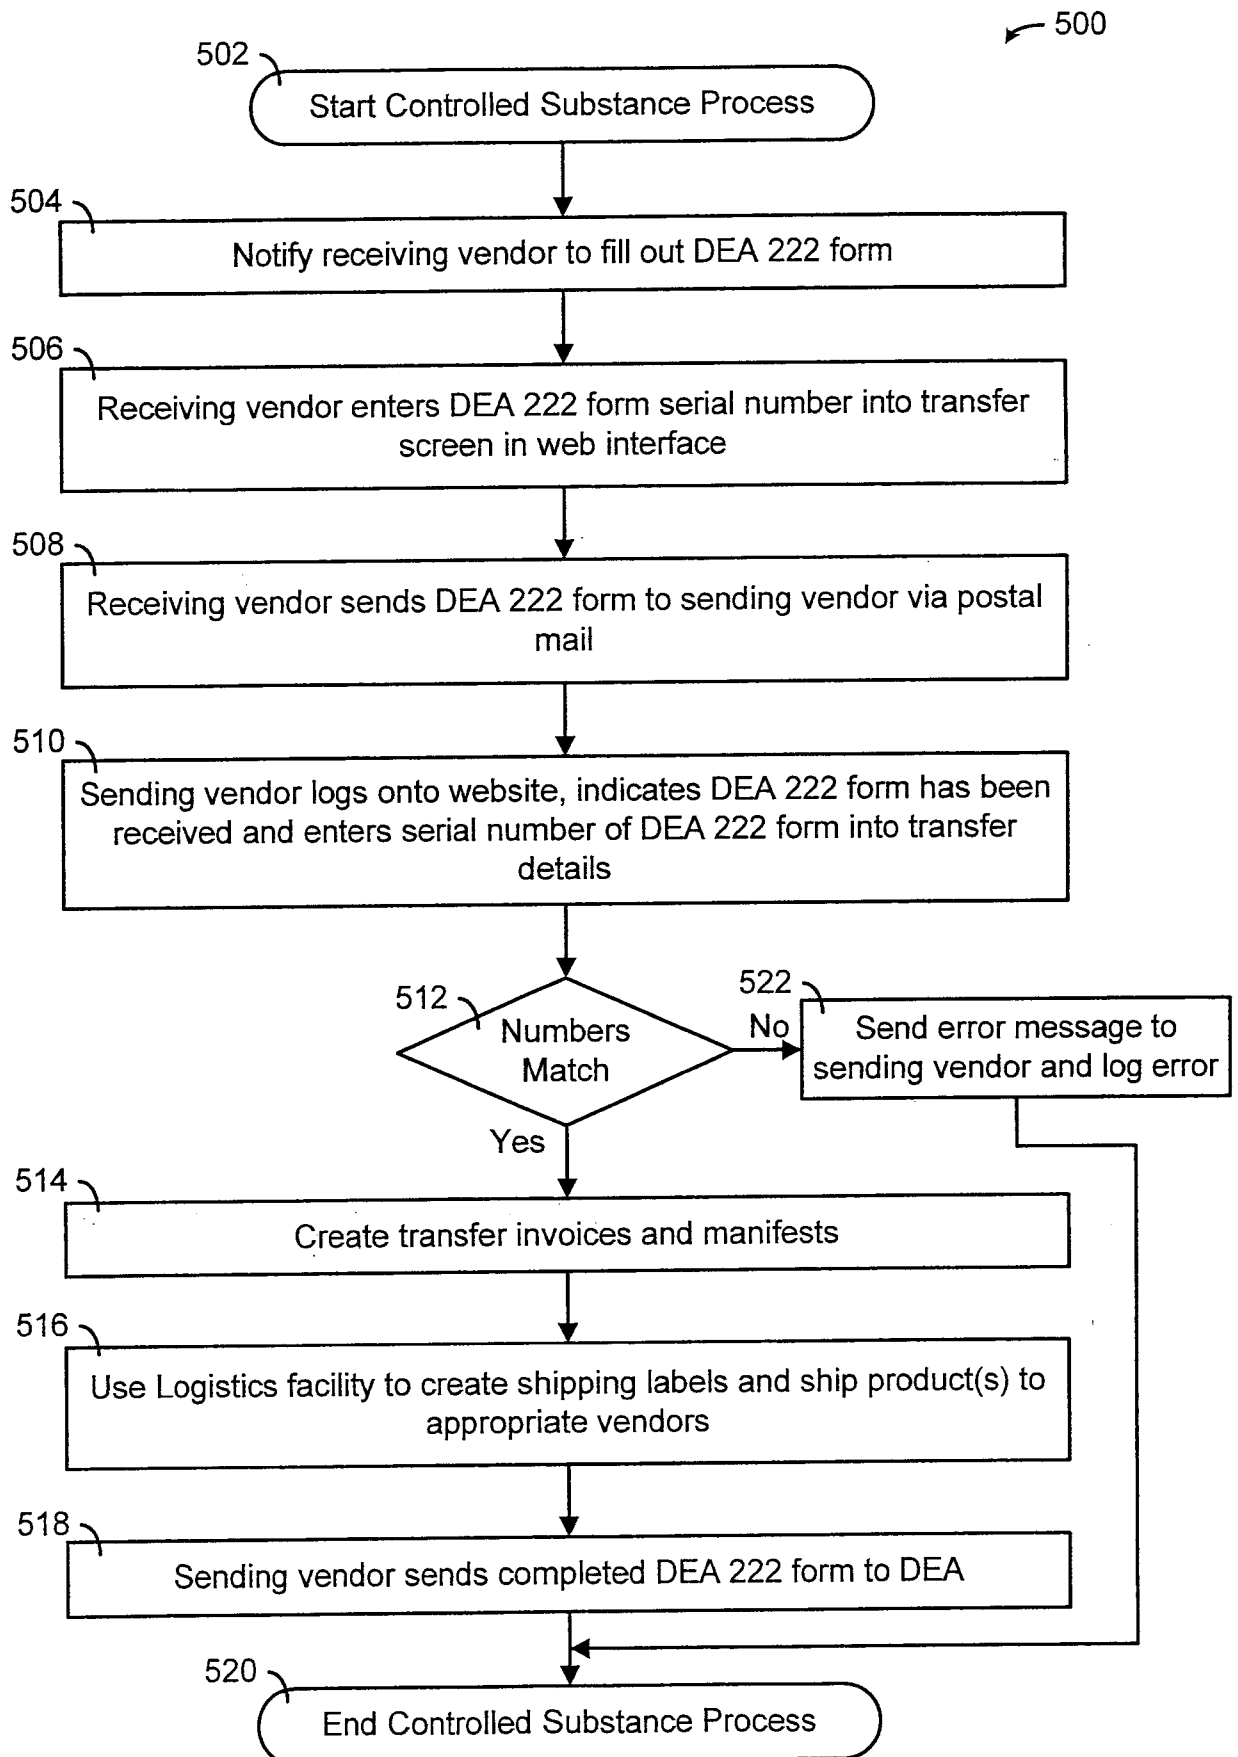 500
502
Start Controlled Substance Process
504
Notify receiving vendor to fill out DEA 222 form
506
Receiving vendor enters DEA 222 form serial number into transfer
screen in web interface
508
Receiving vendor sends DEA 222 form to sending vendor via postal
mail
510
Sending vendor logs onto website, indicates DEA 222 form has been
received and enters serial number of DEA 222 form into transfer
details
512
Numbers
Match
No
522
Send error message to
sending vendor and log error
Yes
514
Create transfer invoices and manifests
516
Use Logistics facility to create shipping labels and ship product(s) to
appropriate vendors
518
Sending vendor sends completed DEA 222 form to DEA
520
End Controlled Substance Process